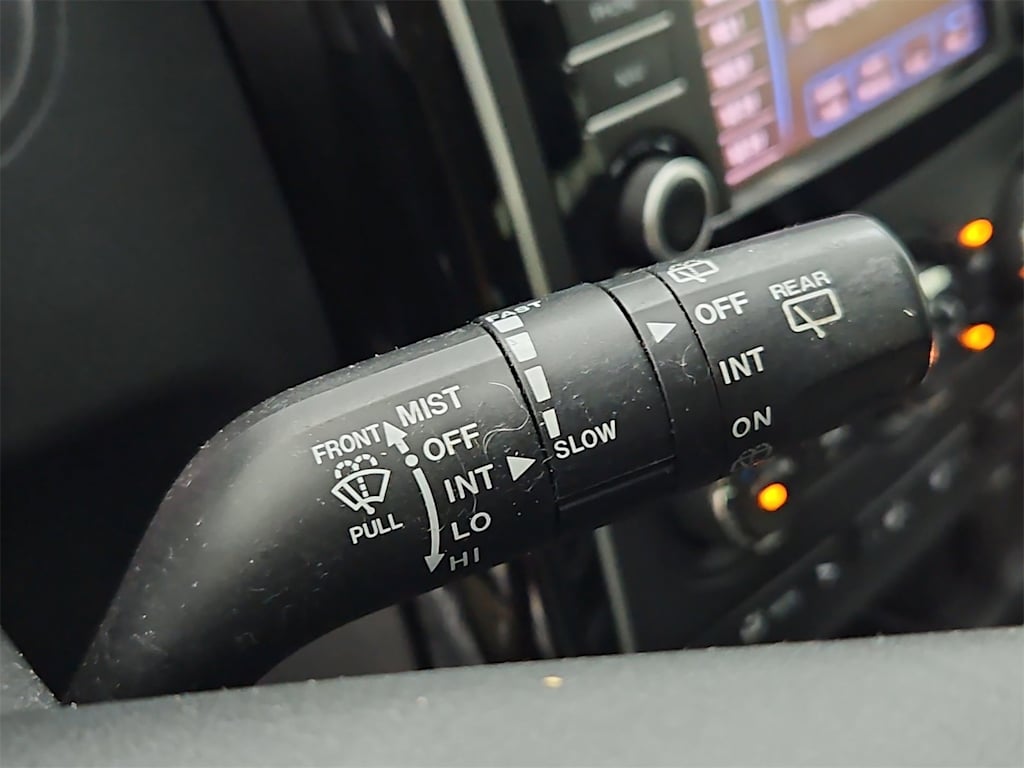 FRONT
PULL
MIST
OFF
INT
LO
HI
FAST
SLOW
OFF
INT
ON
REAR